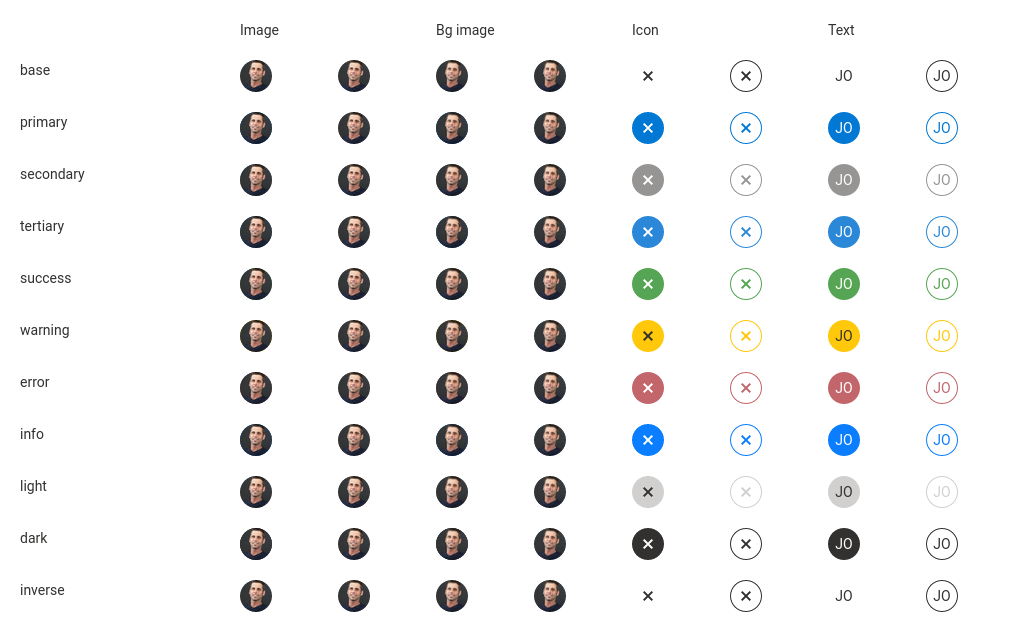 Image Bg image Icon Text
base JO JO
primary JO JO
secondary JO JO
tertiary JO JO
success JO JO
warning JO JO
error JO JO
info JO JO
light JO JO
dark JO JO
inverse JO JO